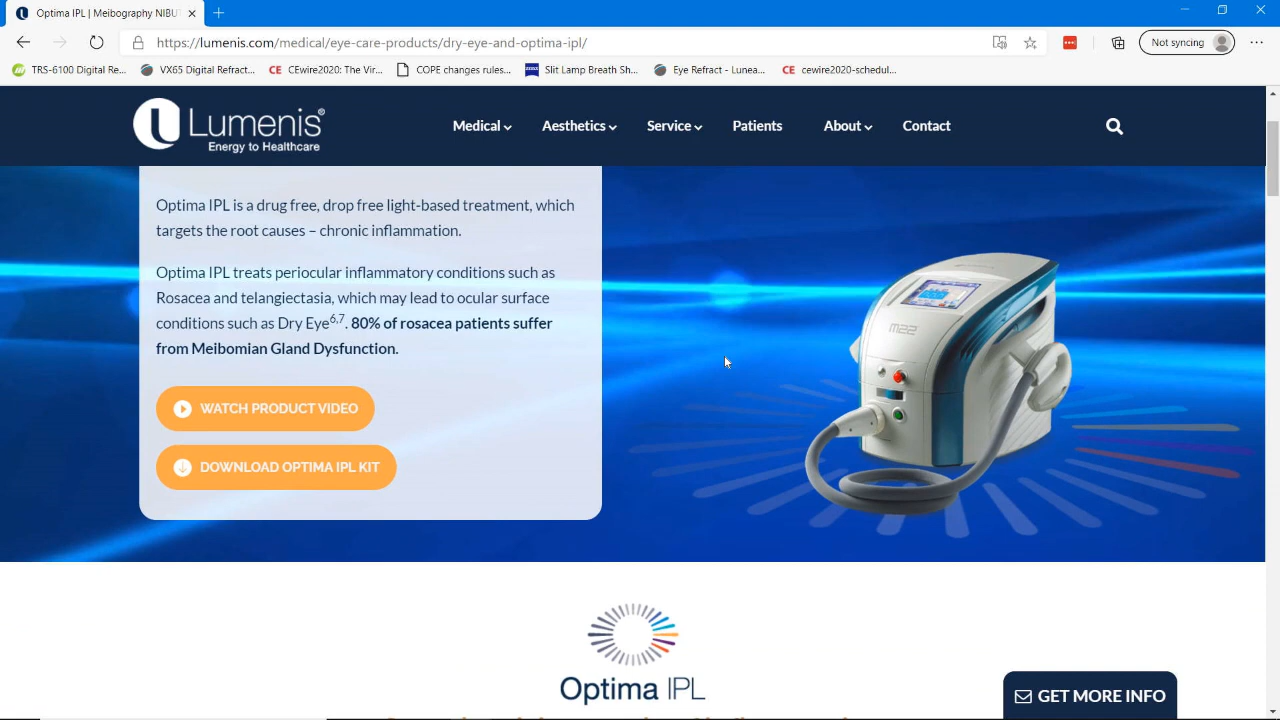 Optima IPL | Meibography NIBU
https://lumenis.com/medical/eye-care-products/dry-eye-and-optima-ipl/
Not syncing
TRS-6100 Digital Re...
VX65 Digital Refract...
CE CEwire2020: The Vir...
COPE changes rules...
ZEISS Slit Lamp Breath Sh...
Eye Refract - Lunea...
CE cewire2020-schedul...
Lumenis®
Energy to Healthcare
Medical
Aesthetics
Service
Patients
About
Contact
Optima IPL is a drug free, drop free light-based treatment, which
targets the root causes – chronic inflammation.
Optima IPL treats periocular inflammatory conditions such as
Rosacea and telangiectasia, which may lead to ocular surface
conditions such as Dry Eye6,7. 80% of rosacea patients suffer
from Meibomian Gland Dysfunction.
WATCH PRODUCT VIDEO
DOWNLOAD OPTIMA IPL KIT
M22
Optima IPL
GET MORE INFO